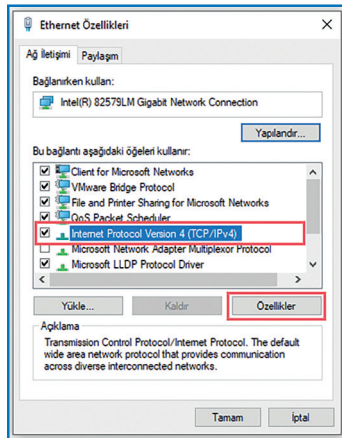 Ethernet Özellikleri
Ağ İletişimi Paylaşım
Bağlanırken kullan:
Intel(R) 82579LM Gigabit Network Connection
Yapılandır...
Bu bağlantı aşağıdaki öğeleri kullanır:
Client for Microsoft Networks
VMware Bridge Protocol
File and Printer Sharing for Microsoft Networks
QoS Packet Scheduler
Internet Protocol Version 4 (TCP/IPv4)
Microsoft Network Adapter Multiplexor Protocol
Microsoft LLDP Protocol Driver
Yükle... Kaldır Özellikler
Açıklama
Transmission Control Protocol/Internet Protocol. The default
wide area network protocol that provides communication
across diverse interconnected networks.
Tamam İptal